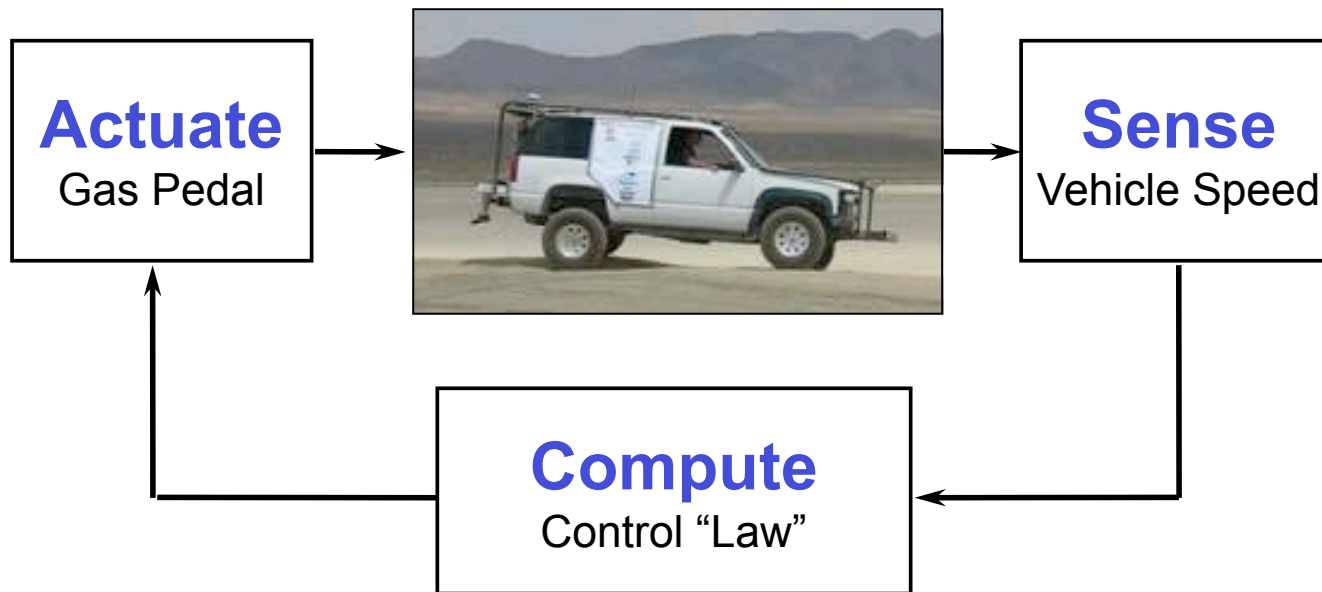 Actuate
Gas Pedal
Sense
Vehicle Speed
Compute
Control “Law”